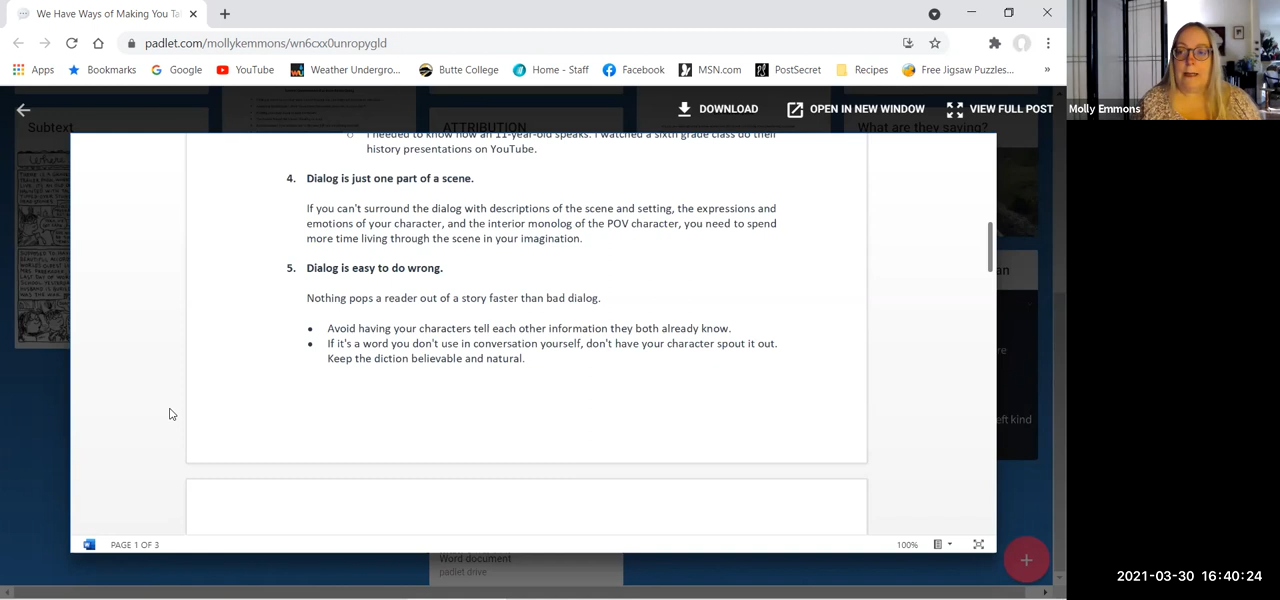 We Have Ways of Making You Ta
padlet.com/mollykemmons/wn6cxx0unropygld
Apps
Bookmarks
Google
YouTube
Weather Undergro...
Butte College
Home - Staff
Facebook
MSN.com
PostSecret
Recipes
Free Jigsaw Puzzles...
»
DOWNLOAD
OPEN IN NEW WINDOW
VIEW FULL POST
Molly Emmons
Subtext
ATTRIBUTION
What are they saying?
I needed to know how an 11-year-old speaks. I watched a sixth grade class do their
history presentations on YouTube.
4. Dialog is just one part of a scene.
If you can't surround the dialog with descriptions of the scene and setting, the expressions and
emotions of your character, and the interior monolog of the POV character, you need to spend
more time living through the scene in your imagination.
5. Dialog is easy to do wrong.
Nothing pops a reader out of a story faster than bad dialog.
• Avoid having your characters tell each other information they both already know.
• If it's a word you don't use in conversation yourself, don't have your character spout it out.
Keep the diction believable and natural.
an
eft kind
PAGE 1 OF 3
100%
Word document
padlet drive
2021-03-30 16:40:24